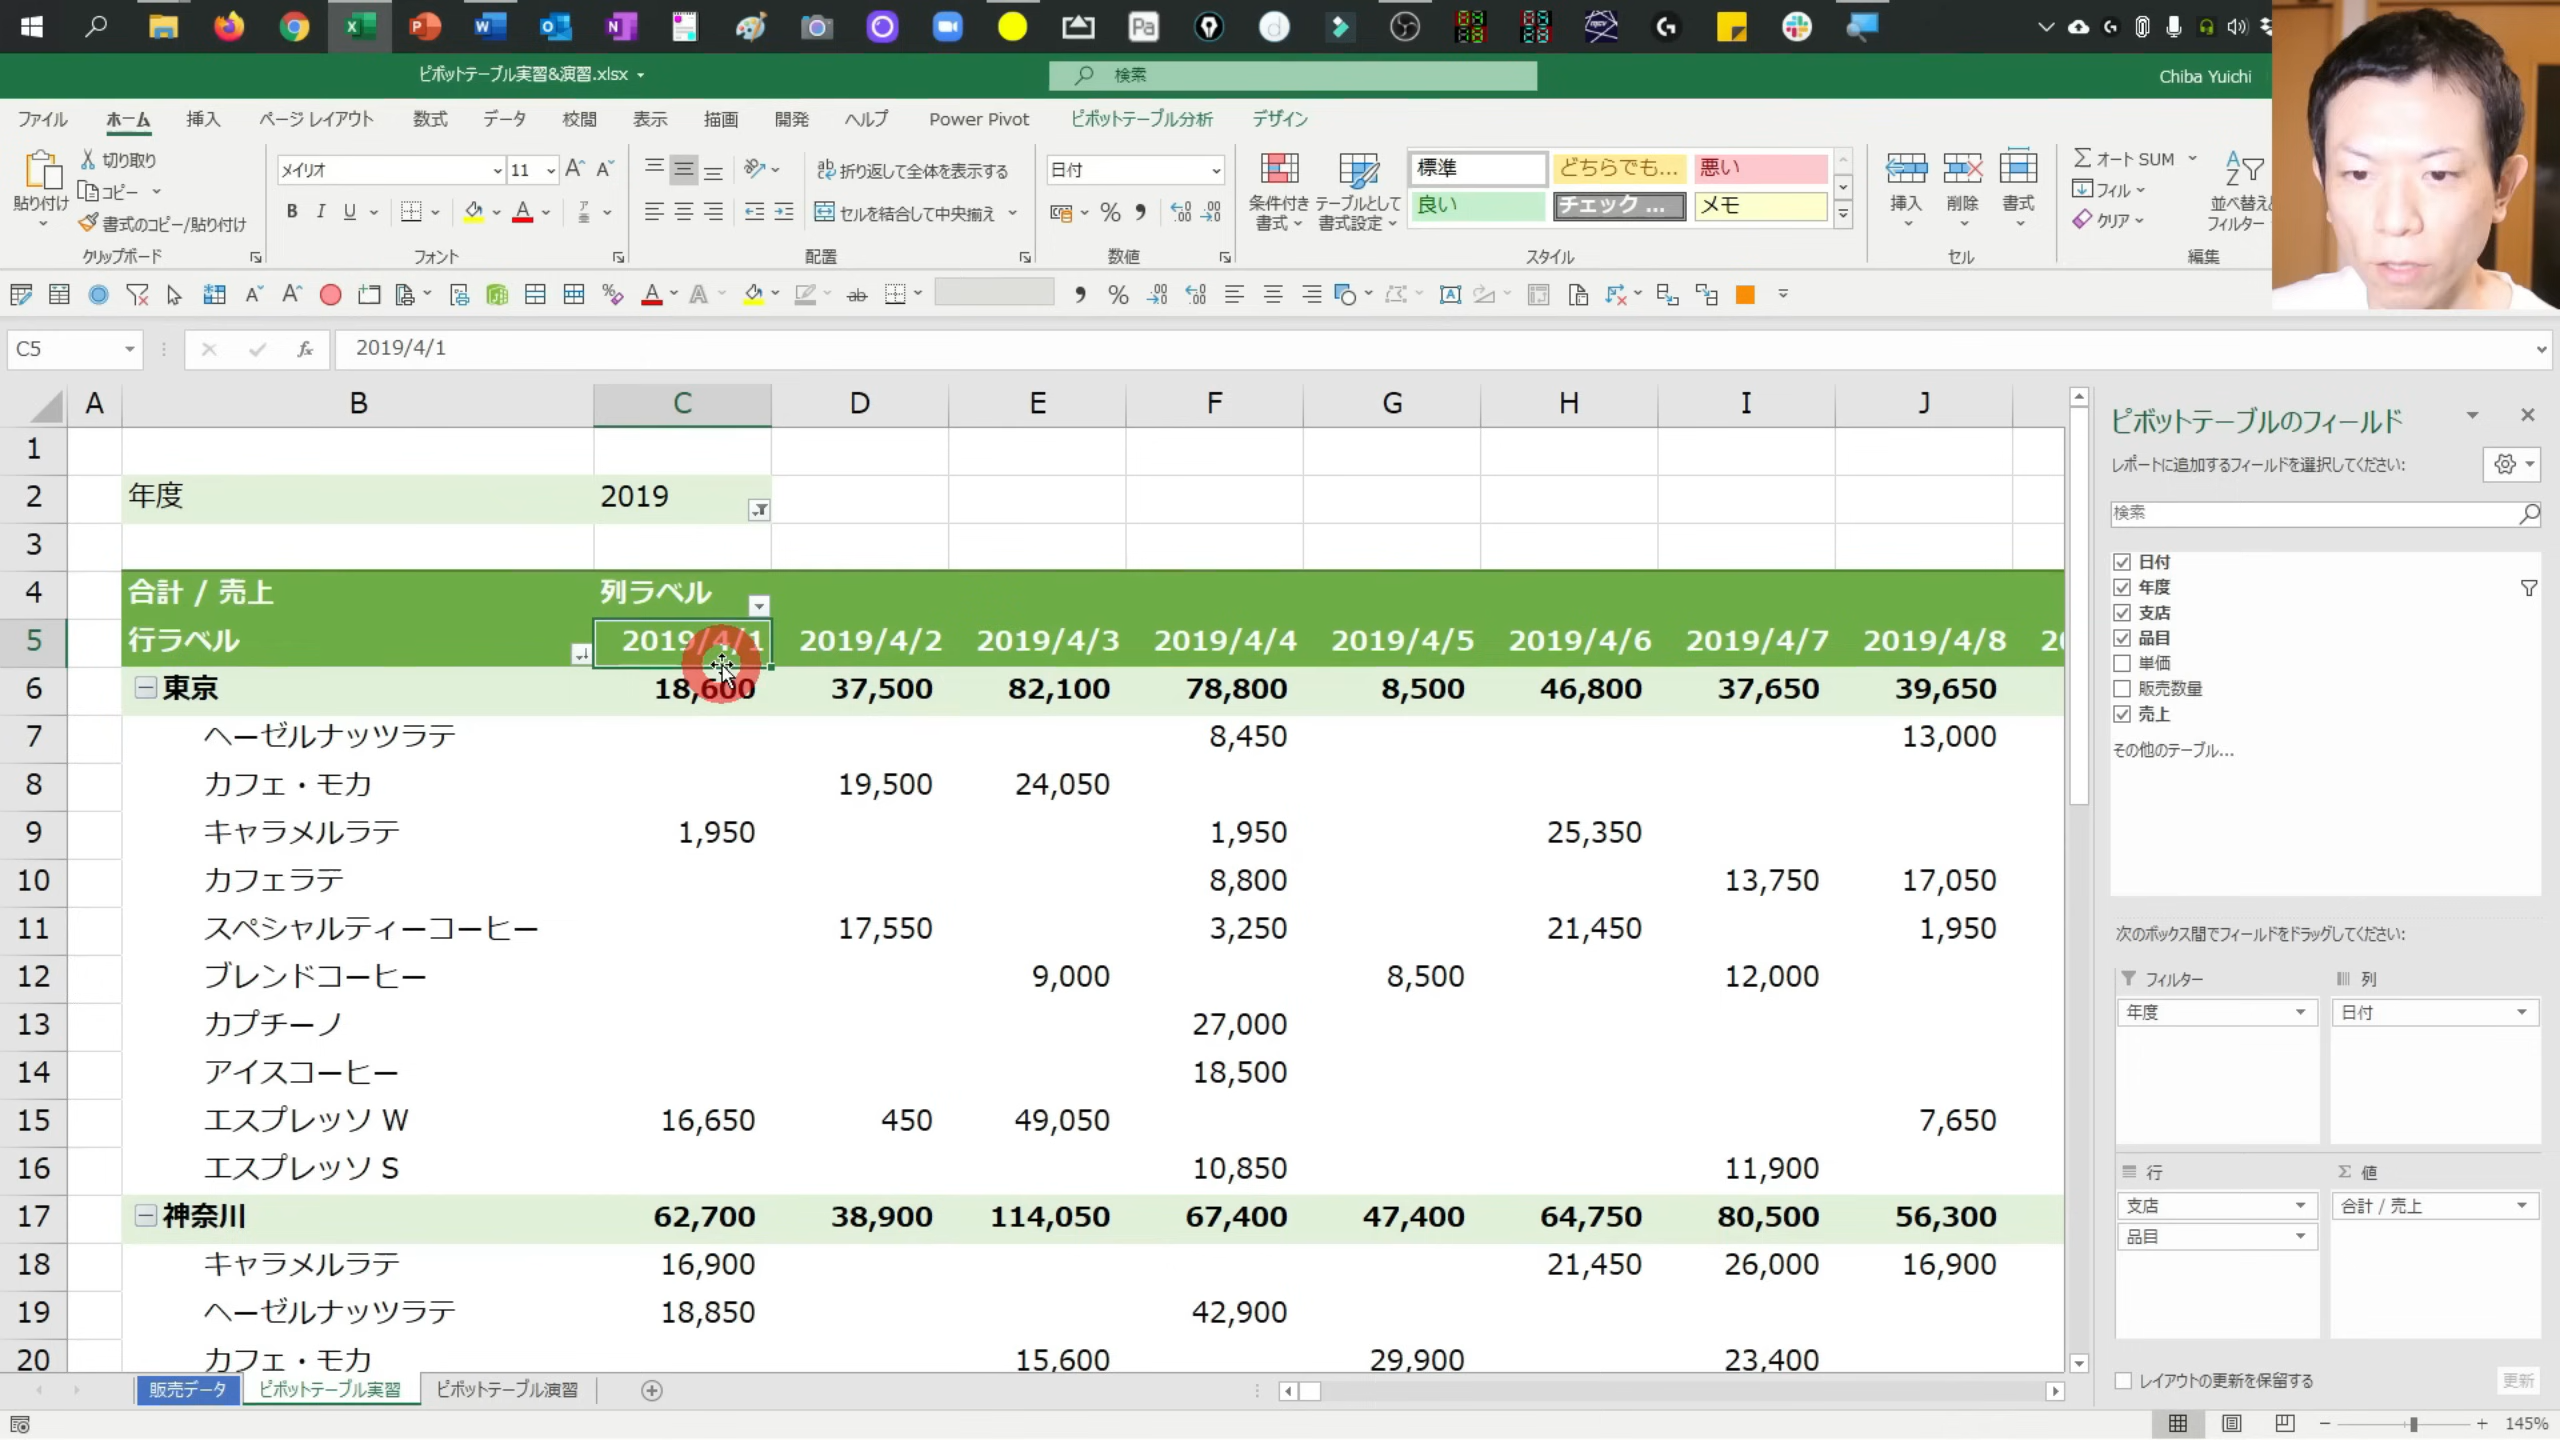 ピボットテーブル実習&演習.xlsx
検索
Chiba Yuichi
ファイル ホーム 挿入 ページ レイアウト 数式 データ 校閲 表示 描画 開発 ヘルプ Power Pivot ピボットテーブル分析 デザイン
貼り付け
切り取り
コピー
書式のコピー/貼り付け
クリップボード
メイリオ 11
B I U
フォント
折り返して全体を表示する
セルを結合して中央揃え
配置
日付
数値
条件付き書式
テーブルとして書式設定
標準 どちらでも... 悪い
良い チェック ... メモ
スタイル
挿入 削除 書式
セル
オート SUM
フィル
クリア
並べ替え
フィルター
編集
C5 fx 2019/4/1
A B C D E F G H I J
1
2 年度 2019
3
4 合計 / 売上 列ラベル
5 行ラベル 2019/4/1 2019/4/2 2019/4/3 2019/4/4 2019/4/5 2019/4/6 2019/4/7 2019/4/8
6 東京 18,600 37,500 82,100 78,800 8,500 46,800 37,650 39,650
7 ヘーゼルナッツラテ 8,450 13,000
8 カフェ・モカ 19,500 24,050
9 キャラメルラテ 1,950 1,950 25,350
10 カフェラテ 8,800 13,750 17,050
11 スペシャルティーコーヒー 17,550 3,250 21,450 1,950
12 ブレンドコーヒー 9,000 8,500 12,000
13 カプチーノ 27,000
14 アイスコーヒー 18,500
15 エスプレッソ W 16,650 450 49,050 7,650
16 エスプレッソ S 10,850 11,900
17 神奈川 62,700 38,900 114,050 67,400 47,400 64,750 80,500 56,300
18 キャラメルラテ 16,900 21,450 26,000 16,900
19 ヘーゼルナッツラテ 18,850 42,900
20 カフェ・モカ 15,600 29,900 23,400
ピボットテーブルのフィールド
レポートに追加するフィールドを選択してください:
検索
日付
年度
支店
品目
単価
販売数量
売上
その他のテーブル...
次のボックス間でフィールドをドラッグしてください:
フィルター 列
年度 日付
行 Σ 値
支店 合計 / 売上
品目
レイアウトの更新を保留する 更新
販売データ ピボットテーブル実習 ピボットテーブル演習
145%